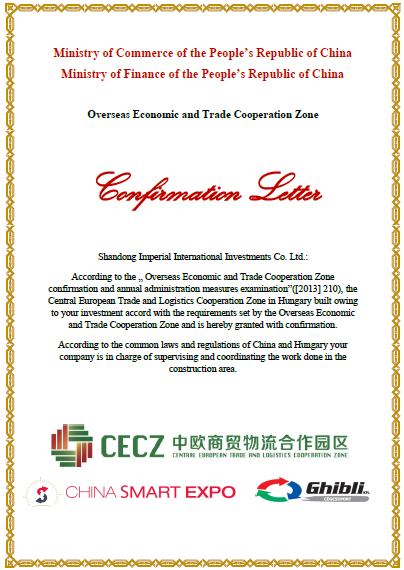 Ministry of Commerce of the People's Republic of China
Ministry of Finance of the People's Republic of China
Overseas Economic and Trade Cooperation Zone
Confirmation Letter
Shandong Imperial International Investments Co. Ltd.:
According to the „ Overseas Economic and Trade Cooperation Zone
confirmation and annual administration measures examination"([2013] 210), the
Central European Trade and Logistics Cooperation Zone in Hungary built owing
to your investment accord with the requirements set by the Overseas Economic
and Trade Cooperation Zone and is hereby granted with confirmation.
According to the common laws and regulations of China and Hungary your
company is in charge of supervising and coordinating the work done in the
construction area.
CECZ 中欧商贸物流合作园区
CENTRAL EUROPEAN TRADE AND LOGISTICS COOPERATION ZONE
CHINA SMART EXPO
Ghibli Kft.
CÉGCSOPORT